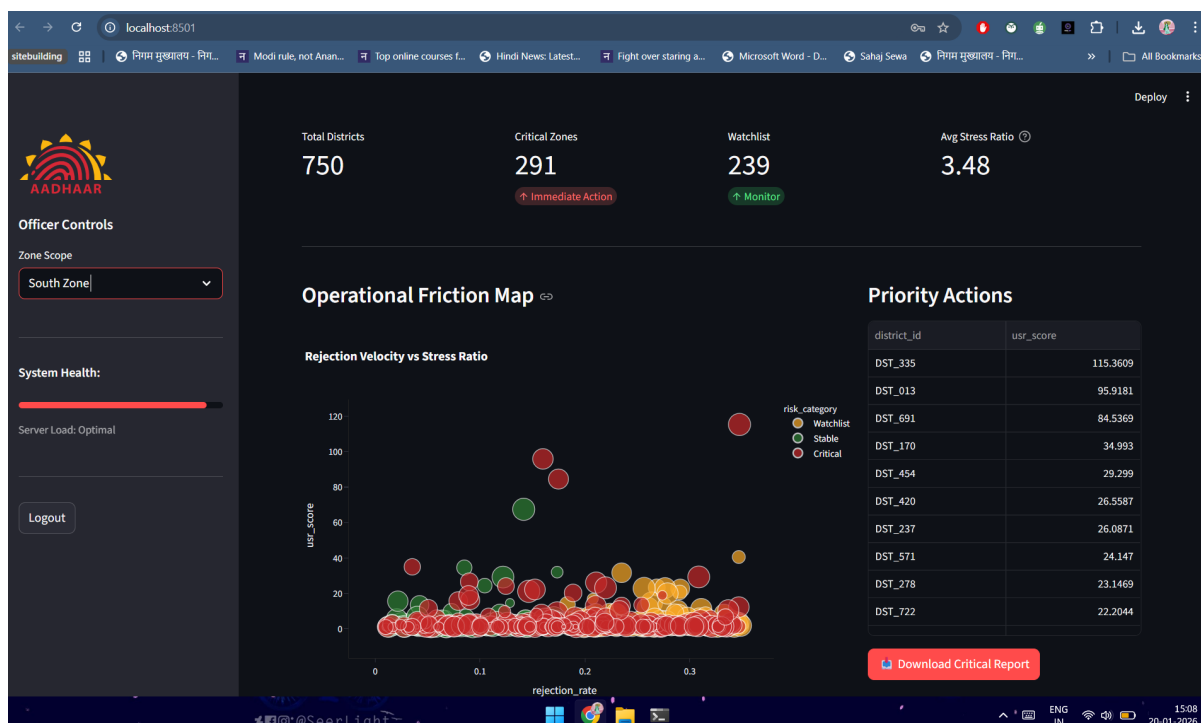 localhost:8501
sitebuilding
निगम मुख्यालय - निग...
Modi rule, not Anan...
Top online courses f...
Hindi News: Latest...
Fight over staring a...
Microsoft Word - D...
Sahaj Sewa
निगम मुख्यालय - निग...
»
All Bookmarks
Deploy
AADHAAR
Officer Controls
Zone Scope
South Zone
System Health:
Server Load: Optimal
Logout
Total Districts
750
Critical Zones
291
↑ Immediate Action
Watchlist
239
↑ Monitor
Avg Stress Ratio
3.48
Operational Friction Map
Rejection Velocity vs Stress Ratio
usr_score
120
100
80
60
40
20
0
0
0.1
0.2
0.3
rejection_rate
risk_category
Watchlist
Stable
Critical
Priority Actions
district_id usr_score
DST_335 115.3609
DST_013 95.9181
DST_691 84.5369
DST_170 34.993
DST_454 29.299
DST_420 26.5587
DST_237 26.0871
DST_571 24.147
DST_278 23.1469
DST_722 22.2044
Download Critical Report
@SeerLight
ENG
IN
15:08
20-01-2026